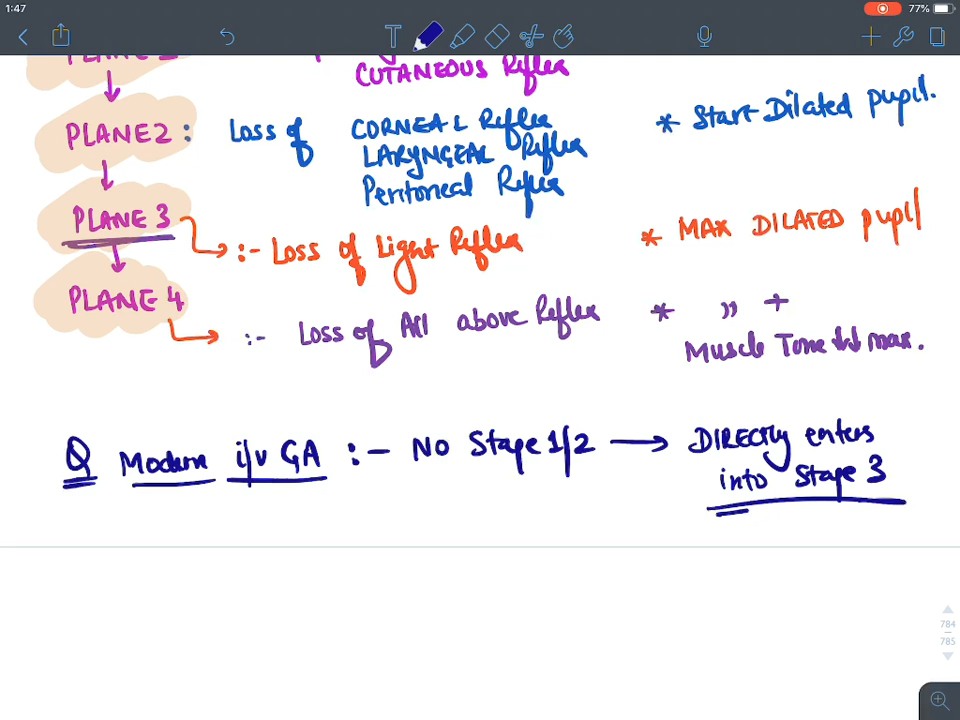 1:47
77%
T
CUTANEOUS Reflex
PLANE 2 : Loss of CORNEAL Reflex * Start Dilated pupil.
LARYNGEAL Reflex
Peritoneal Reflex
PLANE 3 :- Loss of Light Reflex * MAX DILATED pupil
PLANE 4 :- Loss of All above Reflex * " +
Muscle Tone ↓↓↓ max.
Q Modern i/v GA :- NO Stage 1/2 → DIRECTLY enters
into Stage 3
784
785